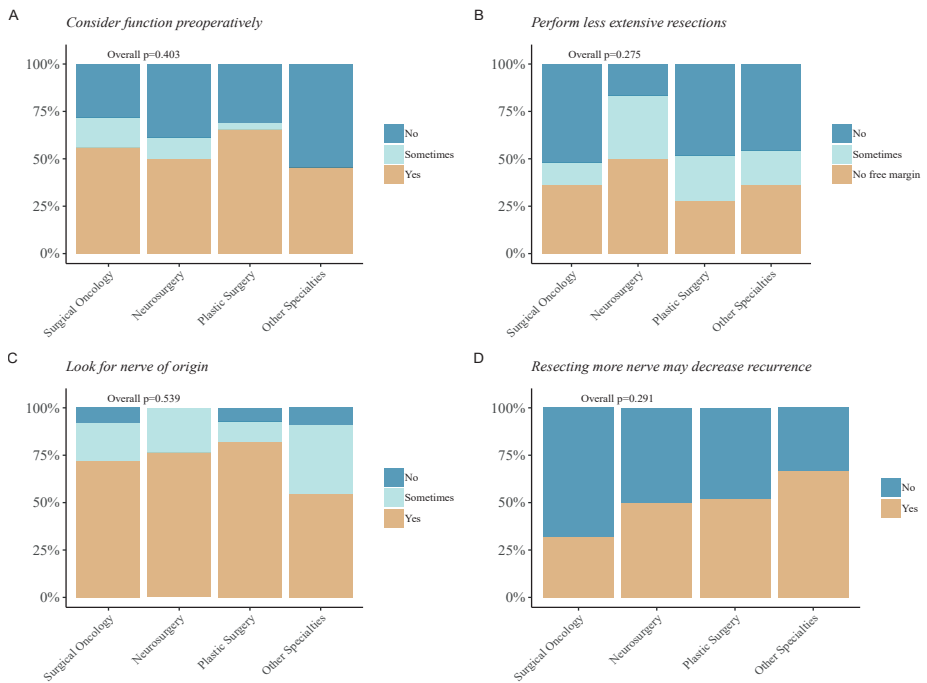 A
Consider function preoperatively
Overall p=0.403
100%
75%
50%
25%
0%
Surgical Oncology
Neurosurgery
Plastic Surgery
Other Specialties
No
Sometimes
Yes
B
Perform less extensive resections
Overall p=0.275
100%
75%
50%
25%
0%
Surgical Oncology
Neurosurgery
Plastic Surgery
Other Specialties
No
Sometimes
No free margin
C
Look for nerve of origin
Overall p=0.539
100%
75%
50%
25%
0%
Surgical Oncology
Neurosurgery
Plastic Surgery
Other Specialties
No
Sometimes
Yes
D
Resecting more nerve may decrease recurrence
Overall p=0.291
100%
75%
50%
25%
0%
Surgical Oncology
Neurosurgery
Plastic Surgery
Other Specialties
No
Yes